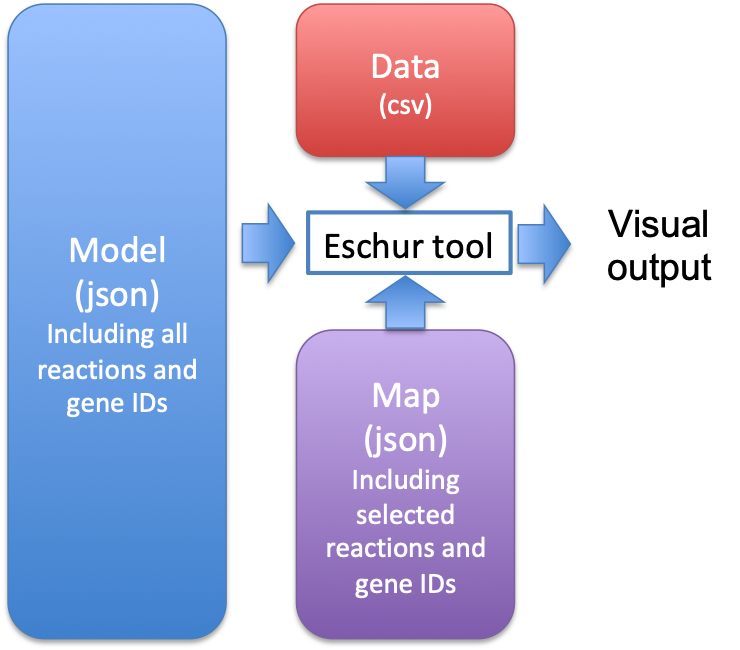 Model
(json)
Including all
reactions and
gene IDs
Data
(csv)
Eschur tool
Map
(json)
Including
selected
reactions and
gene IDs
Visual
output